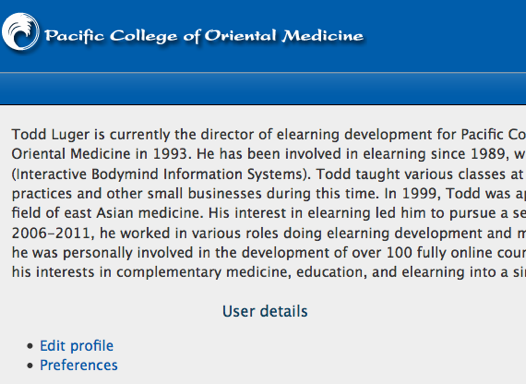 Pacific College of Oriental Medicine
Todd Luger is currently the director of elearning development for Pacific Co
Oriental Medicine in 1993. He has been involved in elearning since 1989, w
(Interactive Bodymind Information Systems). Todd taught various classes at
practices and other small businesses during this time. In 1999, Todd was ap
field of east Asian medicine. His interest in elearning led him to pursue a se
2006-2011, he worked in various roles doing elearning development and m
he was personally involved in the development of over 100 fully online cour
his interests in complementary medicine, education, and elearning into a si
User details
• Edit profile
• Preferences